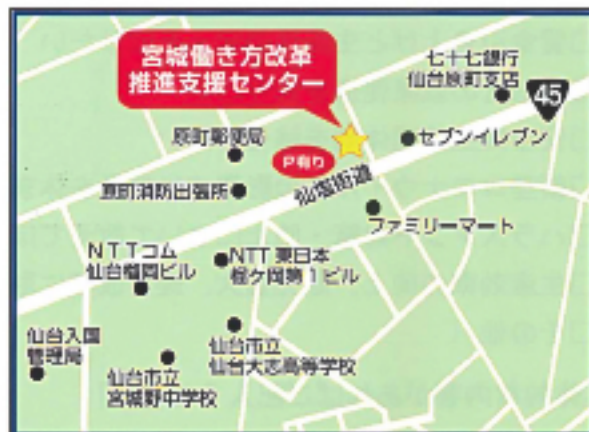 宮城働き方改革
推進支援センター
七十七銀行
仙台原町支店
45
原町郵便局
セブンイレブン
P有り
原町消防出張所
仙塩街道
ファミリーマート
NTTコム
仙台榴岡ビル
NTT東日本
榴ケ岡第1ビル
仙台入国
管理局
仙台市立
仙台大志高等学校
仙台市立
宮城野中学校